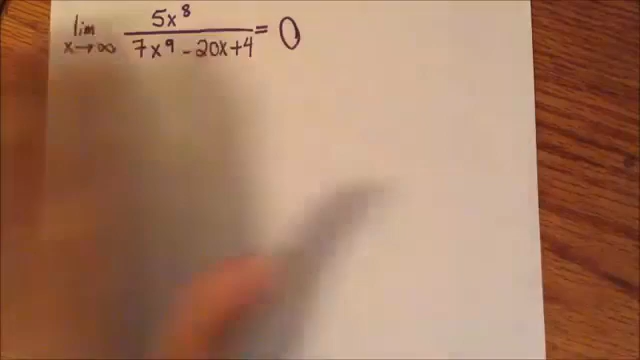 lim x→∞ 5x⁸ / 7x⁹ - 20x + 4 = 0